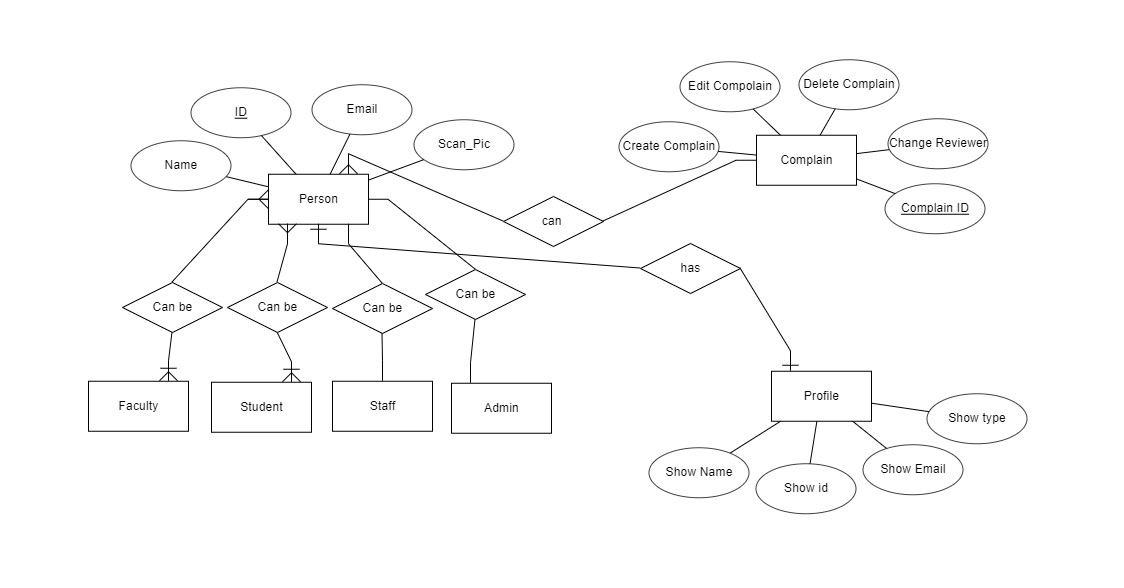 ID
Email
Scan_Pic
Name
Person
Edit Compolain
Delete Complain
Create Complain
Change Reviewer
Complain
Complain ID
can
has
Can be
Can be
Can be
Can be
Faculty
Student
Staff
Admin
Profile
Show type
Show Name
Show id
Show Email